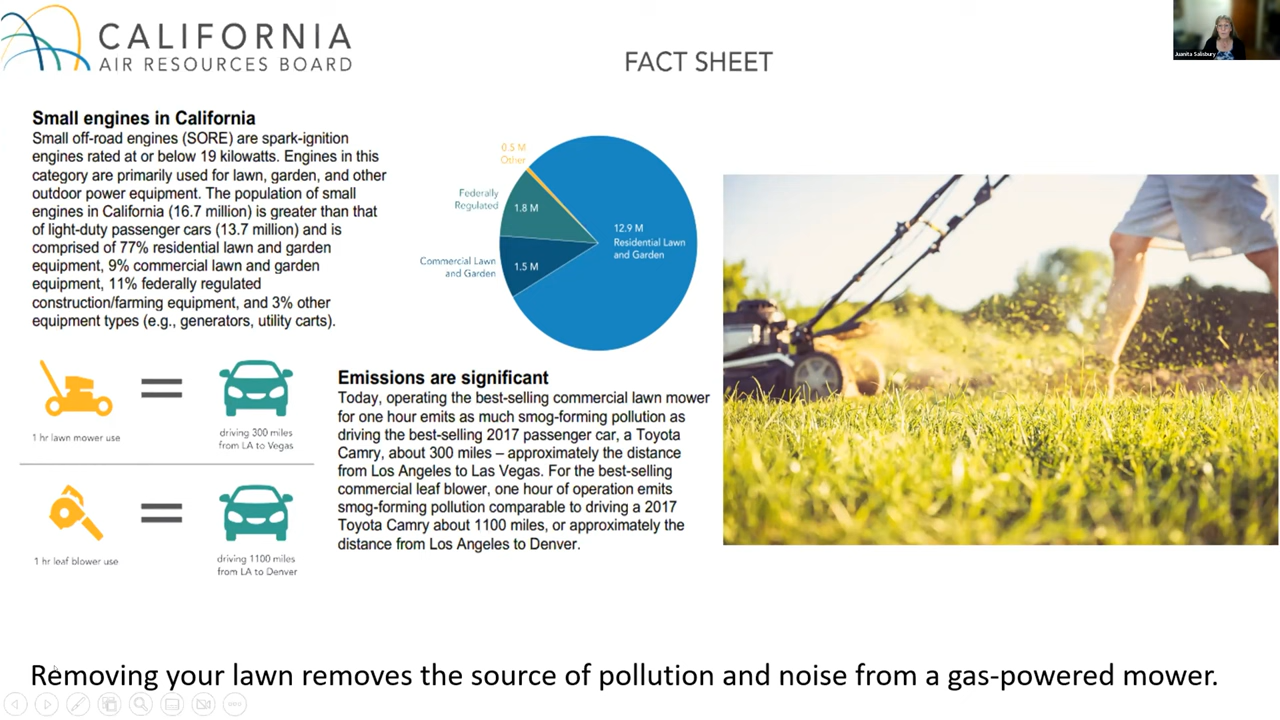 CALIFORNIA
AIR RESOURCES BOARD
FACT SHEET
Juanita Salisbury
Small engines in California
Small off-road engines (SORE) are spark-ignition
engines rated at or below 19 kilowatts. Engines in this
category are primarily used for lawn, garden, and other
outdoor power equipment. The population of small
engines in California (16.7 million) is greater than that
of light-duty passenger cars (13.7 million) and is
comprised of 77% residential lawn and garden
equipment, 9% commercial lawn and garden
equipment, 11% federally regulated
construction/farming equipment, and 3% other
equipment types (e.g., generators, utility carts).
0.5 M
Other
Federally
Regulated
1.8 M
Commercial Lawn
and Garden
1.5 M
12.9 M
Residential Lawn
and Garden
1 hr lawn mower use
driving 300 miles
from LA to Vegas
1 hr leaf blower use
driving 1100 miles
from LA to Denver
Emissions are significant
Today, operating the best-selling commercial lawn mower
for one hour emits as much smog-forming pollution as
driving the best-selling 2017 passenger car, a Toyota
Camry, about 300 miles – approximately the distance
from Los Angeles to Las Vegas. For the best-selling
commercial leaf blower, one hour of operation emits
smog-forming pollution comparable to driving a 2017
Toyota Camry about 1100 miles, or approximately the
distance from Los Angeles to Denver.
Removing your lawn removes the source of pollution and noise from a gas-powered mower.